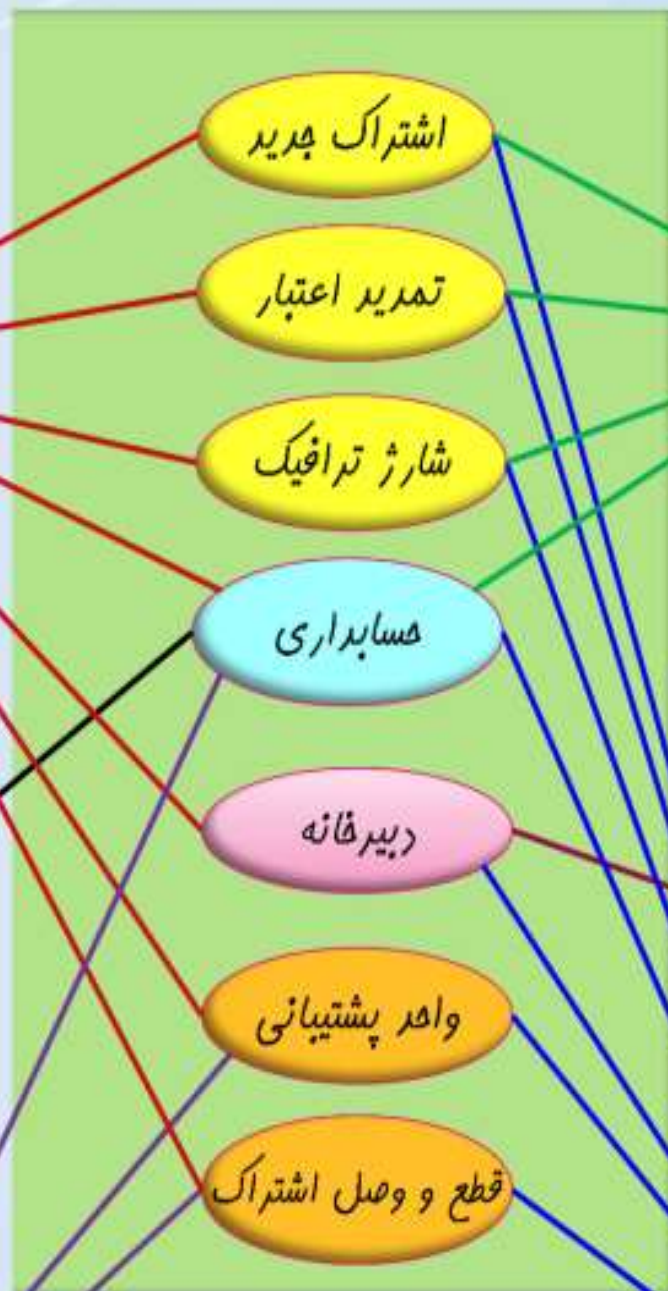 اشتراک جدید
تمدید اعتبار
شارژ ترافیک
حسابداری
دبیرخانه
واحد پشتیبانی
قطع و وصل اشتراک